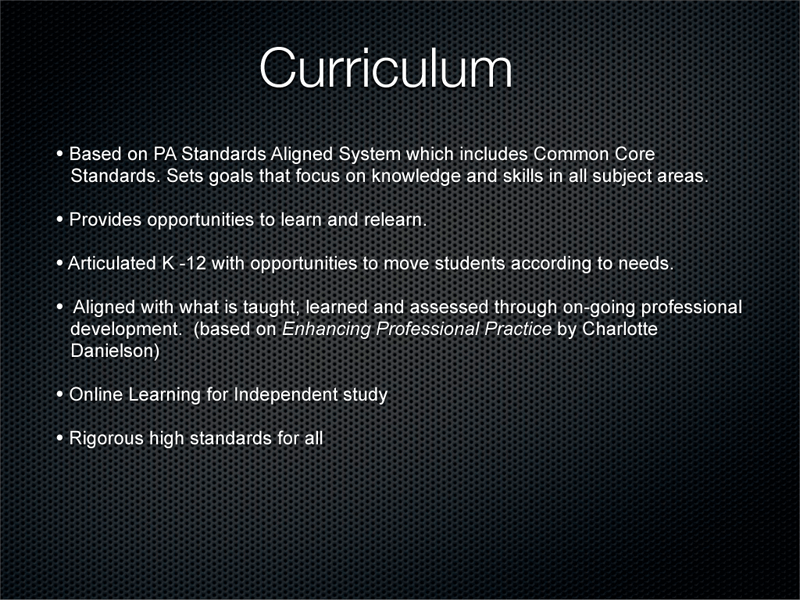 Curriculum
• Based on PA Standards Aligned System which includes Common Core
Standards. Sets goals that focus on knowledge and skills in all subject areas.
• Provides opportunities to learn and relearn.
• Articulated K -12 with opportunities to move students according to needs.
• Aligned with what is taught, learned and assessed through on-going professional
development. (based on Enhancing Professional Practice by Charlotte
Danielson)
• Online Learning for Independent study
• Rigorous high standards for all